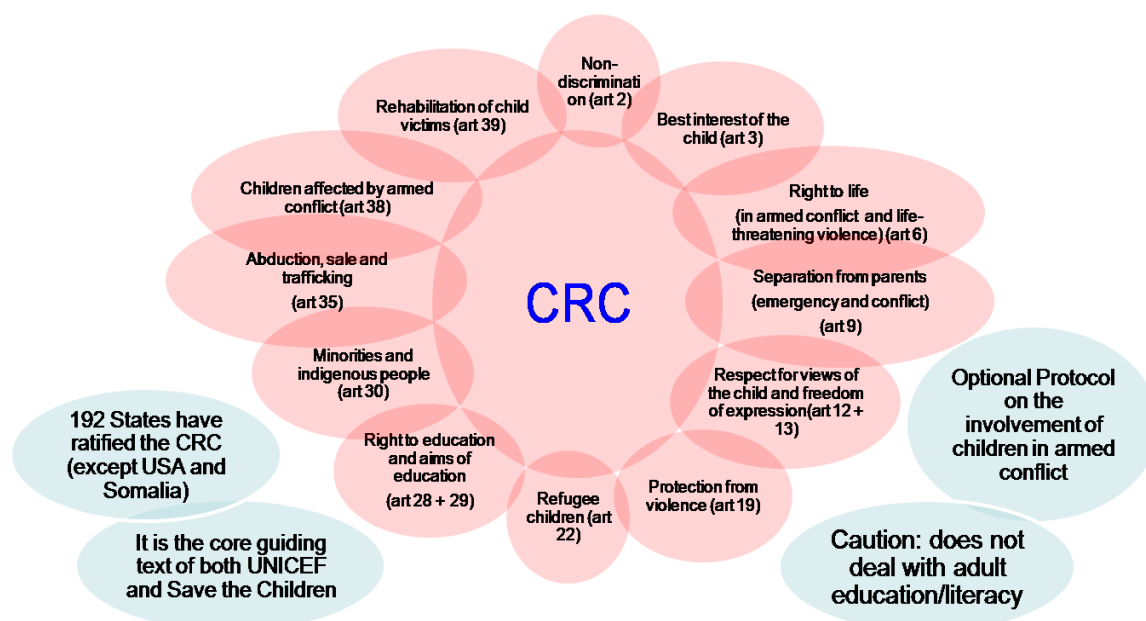 Non-
discriminati
on (art 2)
Best interest of the
child (art 3)
Right to life
(in armed conflict and life-
threatening violence) (art 6)
Separation from parents
(emergency and conflict)
(art 9)
Respect for views of
the child and freedom
of expression(art 12 +
13)
Protection from
violence (art 19)
Refugee
children (art
22)
Right to education
and aims of
education
(art 28 + 29)
Minorities and
indigenous people
(art 30)
Abduction, sale and
trafficking
(art 35)
Children affected by armed
conflict (art 38)
Rehabilitation of child
victims (art 39)
CRC
192 States have
ratified the CRC
(except USA and
Somalia)
It is the core guiding
text of both UNICEF
and Save the Children
Optional Protocol
on the
involvement of
children in armed
conflict
Caution: does not
deal with adult
education/literacy